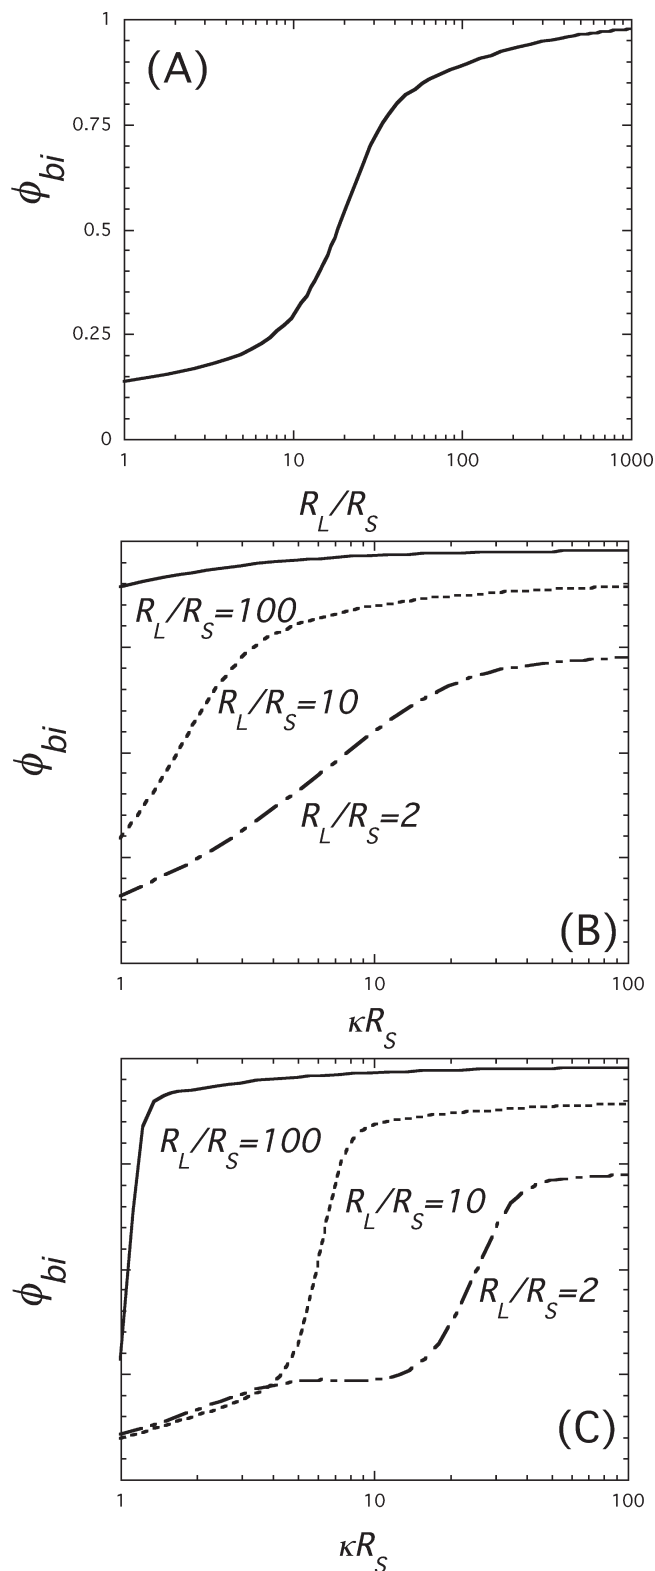 1
(A)
0.75
ϕbi
0.5
0.25
0
1 10 100 1000
RL/RS
RL/RS=100
RL/RS=10
ϕbi
RL/RS=2
(B)
1 10 100
κRS
RL/RS=100
RL/RS=10
ϕbi
RL/RS=2
(C)
1 10 100
κRS